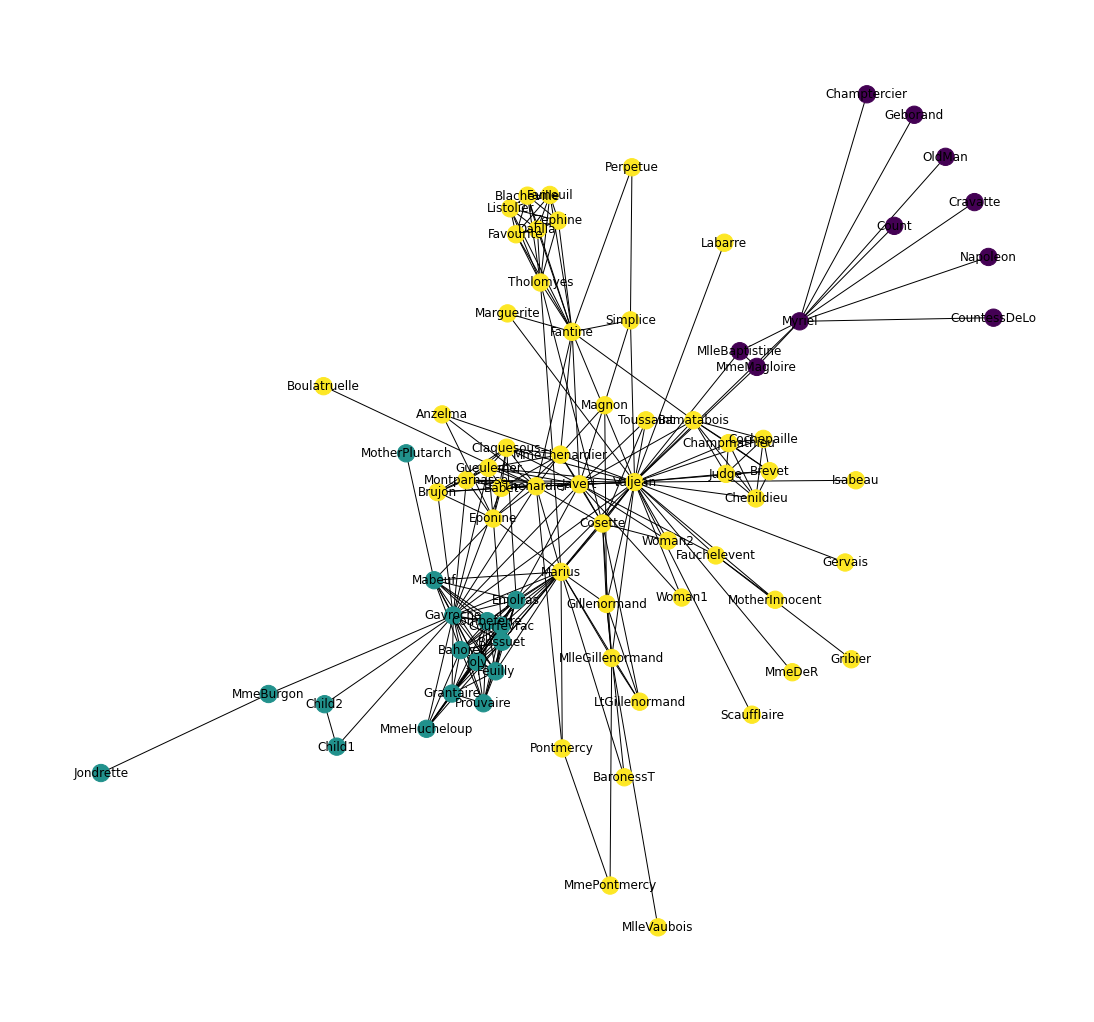 Champtercier
Geborand
OldMan
Perpetue
Blacheville
Fameuil
Listolier
Zephine
Dahlia
Favourite
Cravatte
Count
Labarre
Napoleon
Tholomyes
Marguerite
Simplice
Fantine
Myriel
CountessDeLo
MlleBaptistine
MmeMagloire
Boulatruelle
Magnon
Anzelma
Toussaint
Bamatabois
Champmathieu
Cochepaille
MotherPlutarch
Claquesous
MmeThenardier
Gueulemer
Montparnasse
Brujon
Babet
Thenardier
Javert
Valjean
Judge
Brevet
Isabeau
Chenildieu
Eponine
Cosette
Woman2
Fauchelevent
Gervais
Mabeuf
Marius
Enjolras
Gillenormand
Woman1
MotherInnocent
Gavroche
Combeferre
Courfeyrac
Bossuet
Bahorel
Joly
Feuilly
MlleGillenormand
Gribier
MmeDeR
MmeBurgon
Child2
Grantaire
Prouvaire
LtGillenormand
Scaufflaire
MmeHucheloup
Child1
Pontmercy
Jondrette
BaronessT
MmePontmercy
MlleVaubois